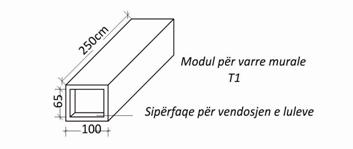 250cm
Modul për varre murale
T1
65
Sipërfaqe për vendosjen e luleve
100